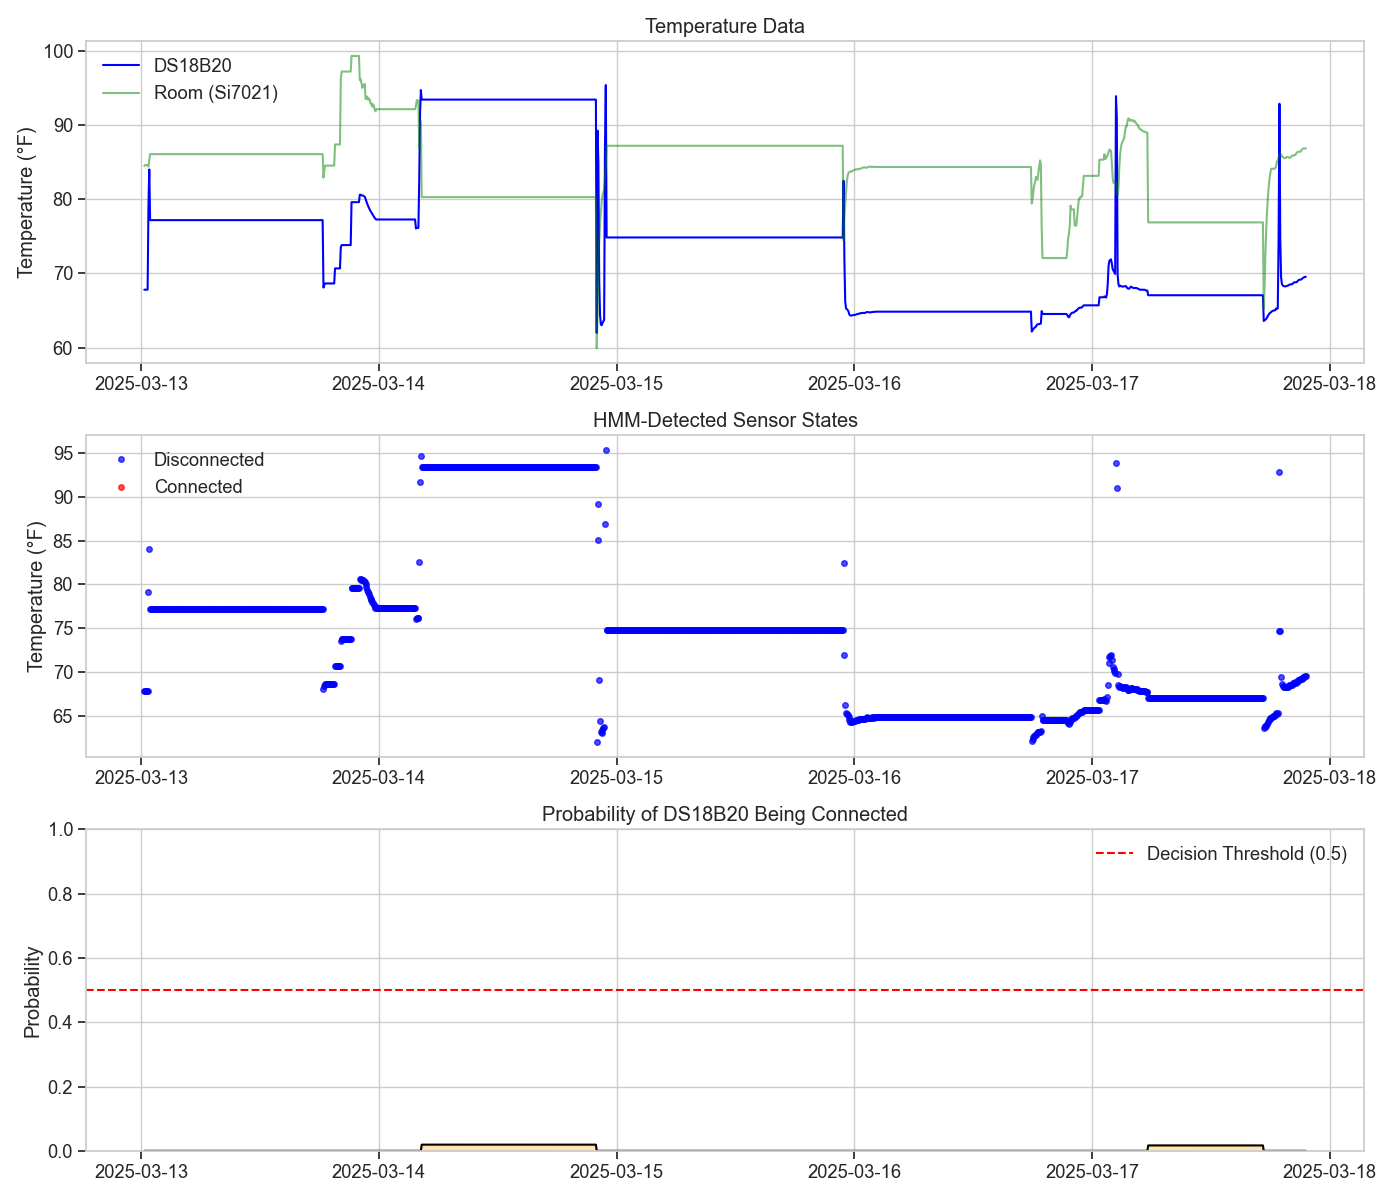 Temperature Data
Temperature (°F)
100
90
80
70
60
DS18B20
Room (Si7021)
2025-03-13 2025-03-14 2025-03-15 2025-03-16 2025-03-17 2025-03-18
HMM-Detected Sensor States
Temperature (°F)
95
90
85
80
75
70
65
Disconnected
Connected
2025-03-13 2025-03-14 2025-03-15 2025-03-16 2025-03-17 2025-03-18
Probability of DS18B20 Being Connected
Probability
1.0
0.8
0.6
0.4
0.2
0.0
Decision Threshold (0.5)
2025-03-13 2025-03-14 2025-03-15 2025-03-16 2025-03-17 2025-03-18